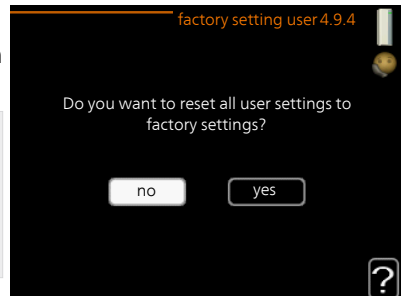 factory setting user 4.9.4
Do you want to reset all user settings to
factory settings?
no
yes
?